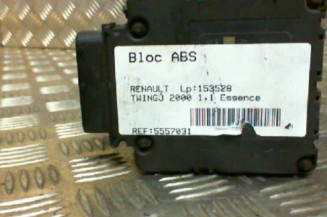 Bloc ABS
RENAULT Lp:153528
TWINGO 2000 1,1 Essence
REF:5557031